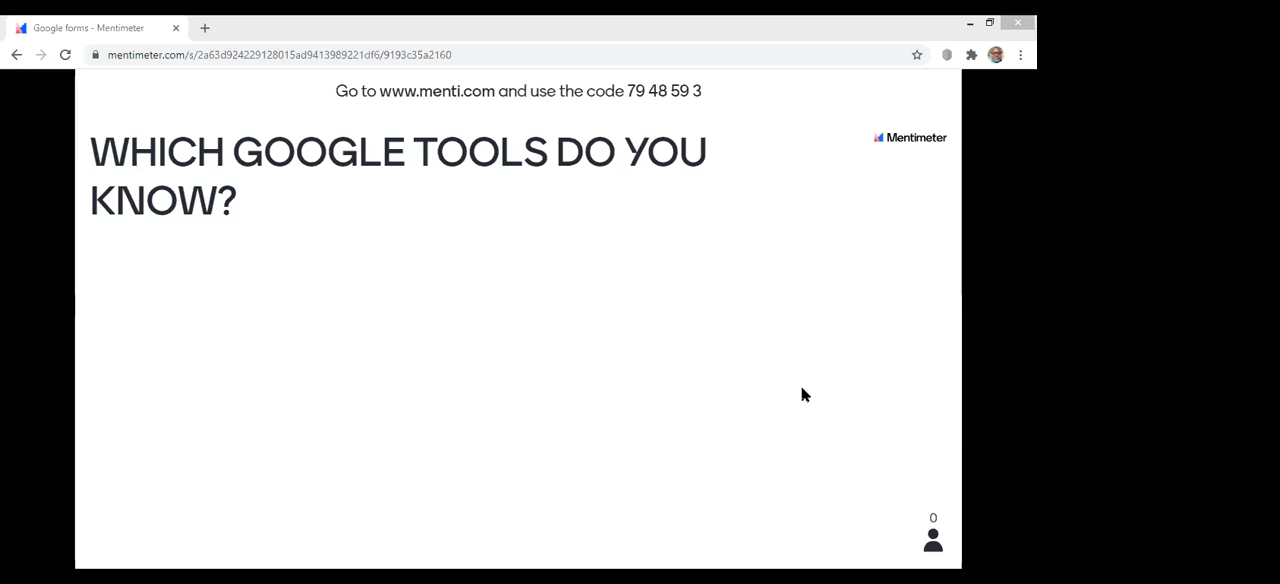 Google forms - Mentimeter
mentimeter.com/s/2a63d924229128015ad9413989221df6/9193c35a2160
Go to www.menti.com and use the code 79 48 59 3
Mentimeter
WHICH GOOGLE TOOLS DO YOU
KNOW?
0